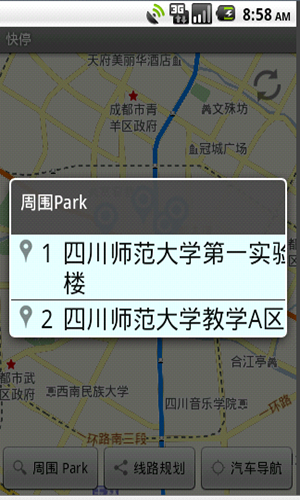 3G 8:58 AM
快停
天府美丽华酒店
成都市青
羊区政府
文殊坊
冠城广场
周围Park
1 四川师范大学第一实验
楼
2 四川师范大学教学A区
合江亭
成都市武
侯区政府
西南民族大学
四川音乐学院
一环路
一环路南三段
周围 Park
线路规划
汽车导航